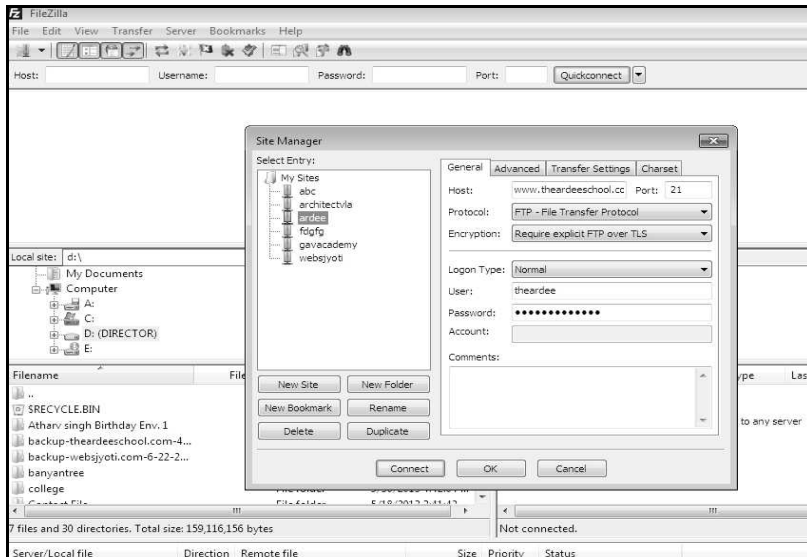 FileZilla
File Edit View Transfer Server Bookmarks Help
Host: Username: Password: Port: Quickconnect
Site Manager
Select Entry:
My Sites
abc
architectvla
ardee
fdgfg
gavacademy
websjyoti
New Site New Folder
New Bookmark Rename
Delete Duplicate
General Advanced Transfer Settings Charset
Host: www.theardeeschool.cc Port: 21
Protocol: FTP - File Transfer Protocol
Encryption: Require explicit FTP over TLS
Logon Type: Normal
User: theardee
Password: •••••••••••••
Account:
Comments:
Connect OK Cancel
Local site: d:\
My Documents
Computer
A:
C:
D: (DIRECTOR)
E:
Filename File
..
$RECYCLE.BIN
Atharv singh Birthday Env. 1
backup-theardeeschool.com-4...
backup-websjyoti.com-6-22-2...
banyantree
college
7 files and 30 directories. Total size: 159,116,156 bytes
ype Las
to any server
Not connected.
Server/Local file Direction Remote file Size Priority Status